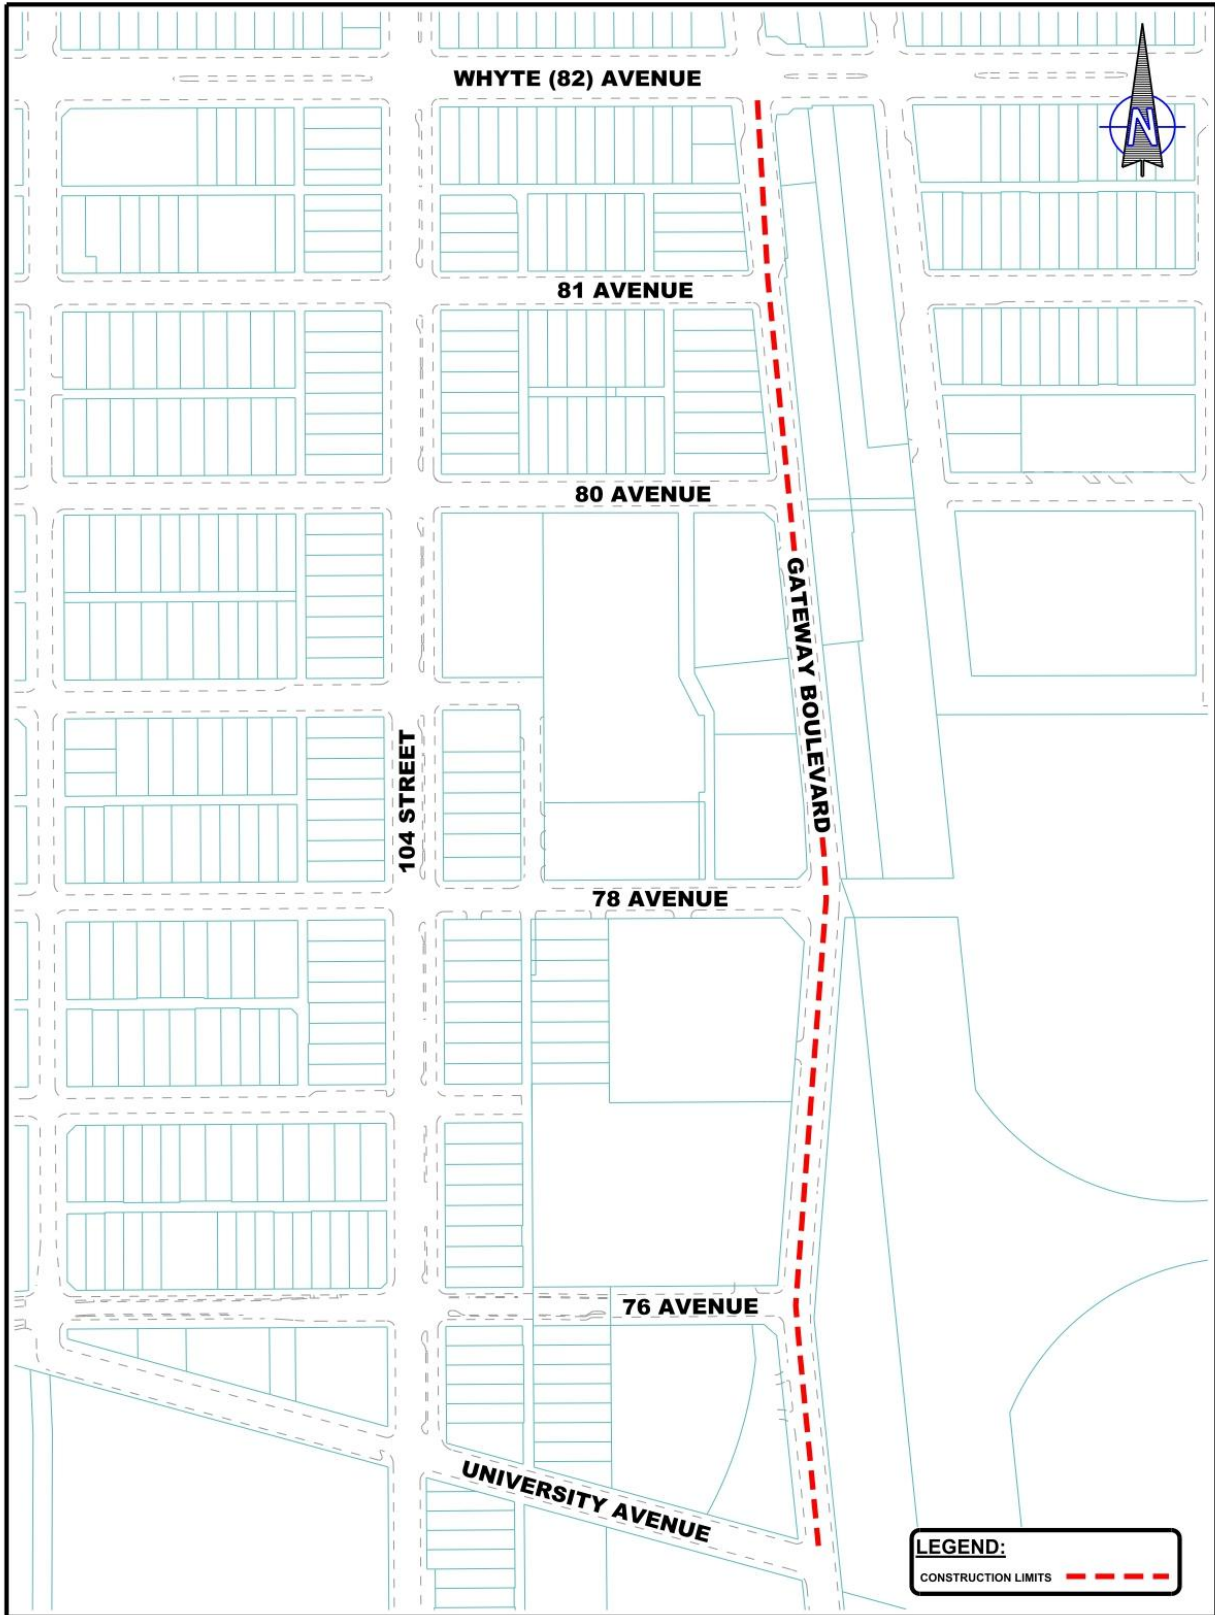 WHYTE (82) AVENUE
N
81 AVENUE
80 AVENUE
GATEWAY BOULEVARD
104 STREET
78 AVENUE
76 AVENUE
UNIVERSITY AVENUE
LEGEND:
CONSTRUCTION LIMITS